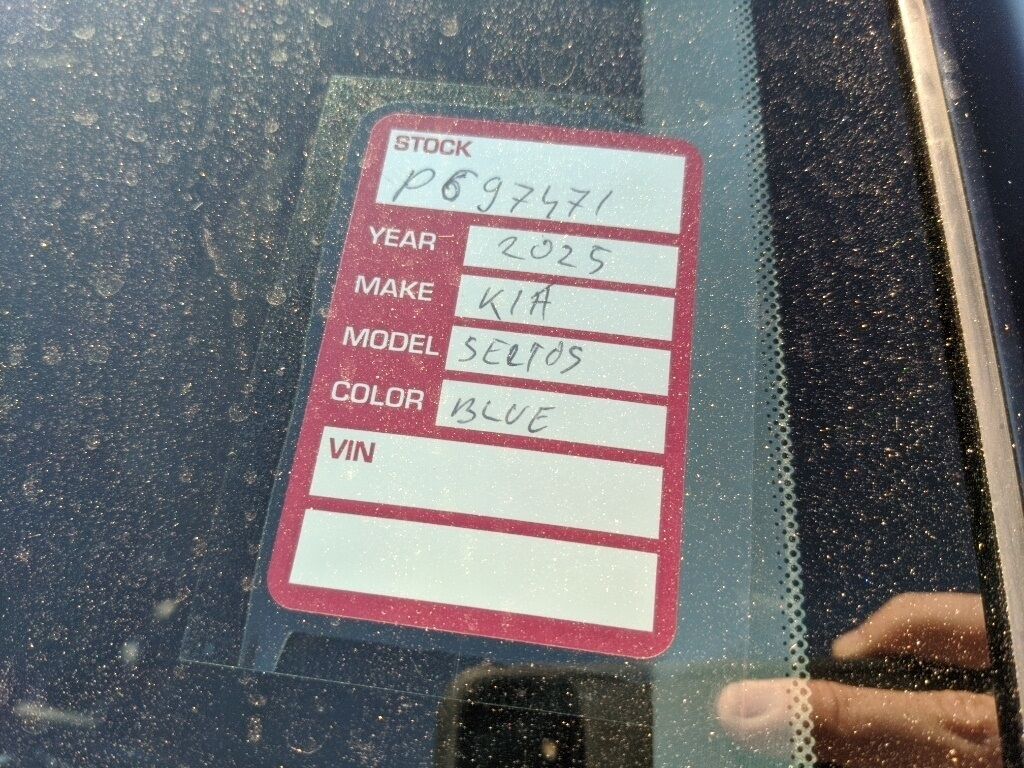 STOCK
P697471
YEAR 2025
MAKE KIA
MODEL SELTOS
COLOR BLUE
VIN